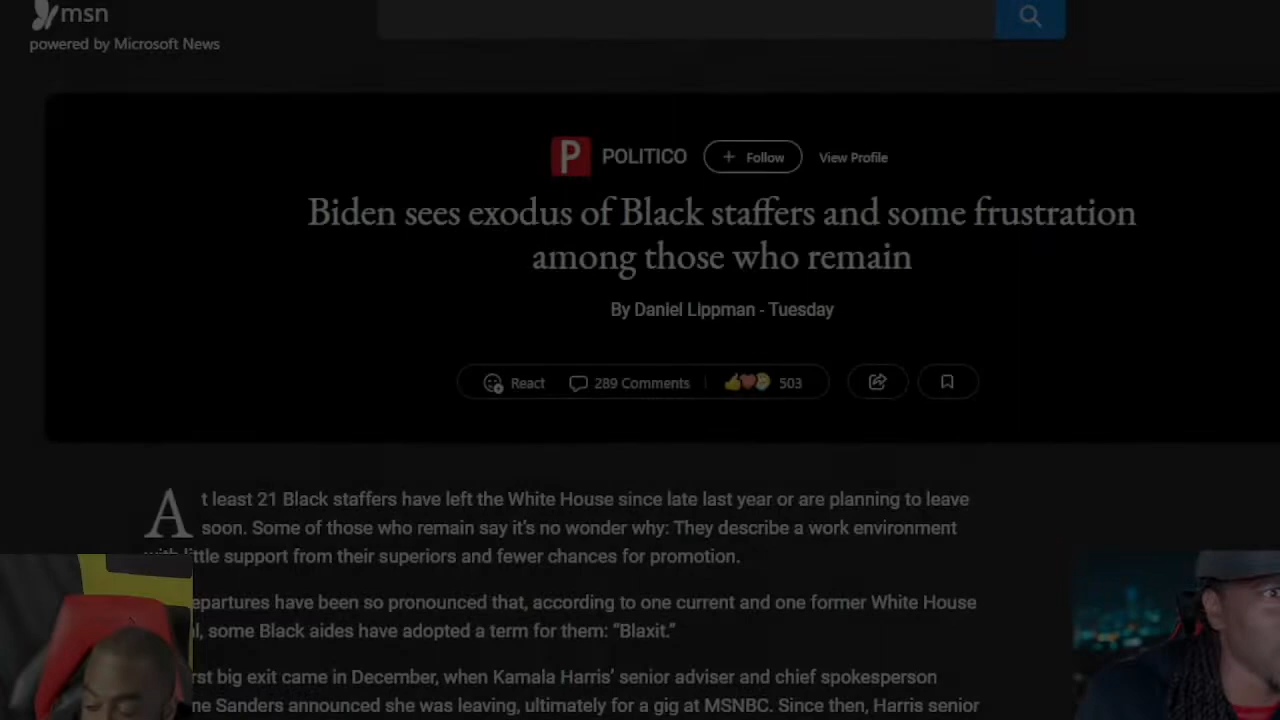 msn
powered by Microsoft News
P POLITICO + Follow View Profile
Biden sees exodus of Black staffers and some frustration
among those who remain
By Daniel Lippman - Tuesday
React 289 Comments 503
At least 21 Black staffers have left the White House since late last year or are planning to leave
soon. Some of those who remain say it's no wonder why: They describe a work environment
with little support from their superiors and fewer chances for promotion.
epartures have been so pronounced that, according to one current and one former White House
l, some Black aides have adopted a term for them: “Blaxit.”
rst big exit came in December, when Kamala Harris’ senior adviser and chief spokesperson
ne Sanders announced she was leaving, ultimately for a gig at MSNBC. Since then, Harris senior